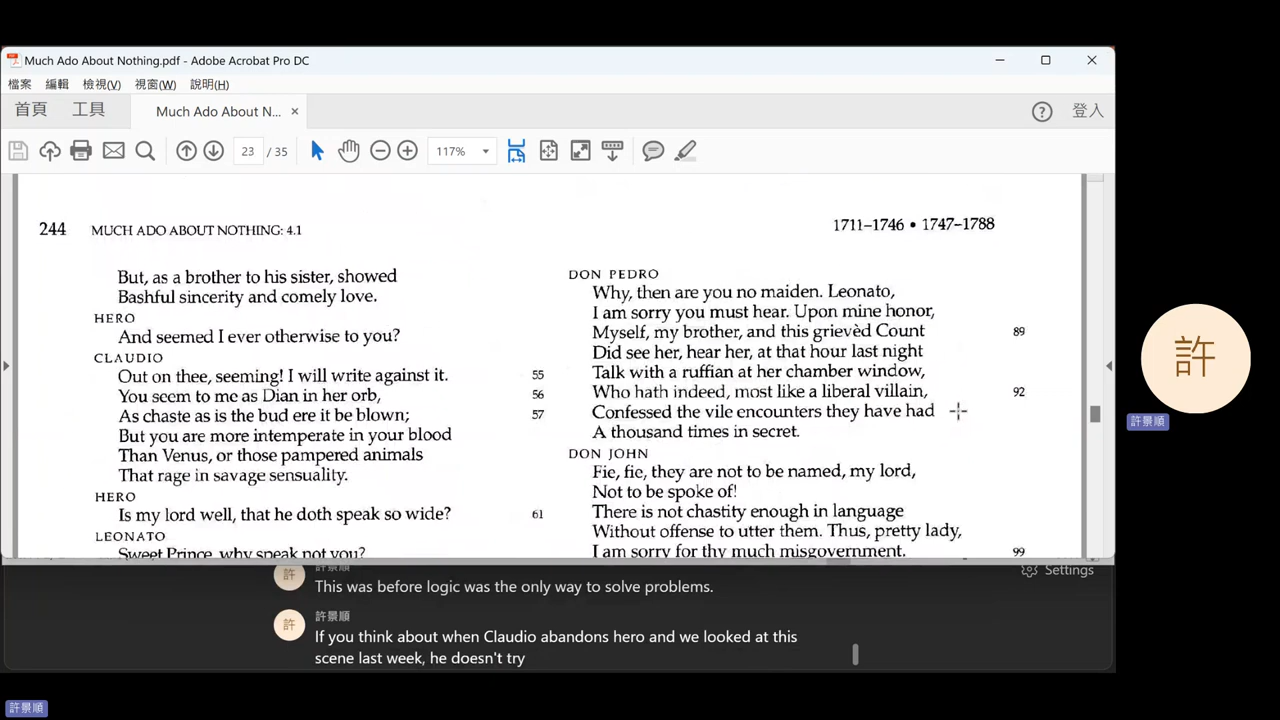 Much Ado About Nothing.pdf - Adobe Acrobat Pro DC
檔案 編輯 檢視(V) 視窗(W) 說明(H)
首頁 工具 Much Ado About N... × 登入
23 / 35 117%
244 MUCH ADO ABOUT NOTHING: 4.1
But, as a brother to his sister, showed
Bashful sincerity and comely love.
HERO
And seemed I ever otherwise to you?
CLAUDIO
Out on thee, seeming! I will write against it. 55
You seem to me as Dian in her orb, 56
As chaste as is the bud ere it be blown; 57
But you are more intemperate in your blood
Than Venus, or those pampered animals
That rage in savage sensuality.
HERO
Is my lord well, that he doth speak so wide? 61
LEONATO
Sweet Prince, why speak not you?
1711–1746 • 1747–1788
DON PEDRO
Why, then are you no maiden. Leonato,
I am sorry you must hear. Upon mine honor,
Myself, my brother, and this grievèd Count 89
Did see her, hear her, at that hour last night
Talk with a ruffian at her chamber window,
Who hath indeed, most like a liberal villain, 92
Confessed the vile encounters they have had
A thousand times in secret.
DON JOHN
Fie, fie, they are not to be named, my lord,
Not to be spoke of!
There is not chastity enough in language
Without offense to utter them. Thus, pretty lady,
I am sorry for thy much misgovernment. 99
許 許景順
This was before logic was the only way to solve problems.
許 許景順
If you think about when Claudio abandons hero and we looked at this
scene last week, he doesn't try
Settings
許
許景順
許景順